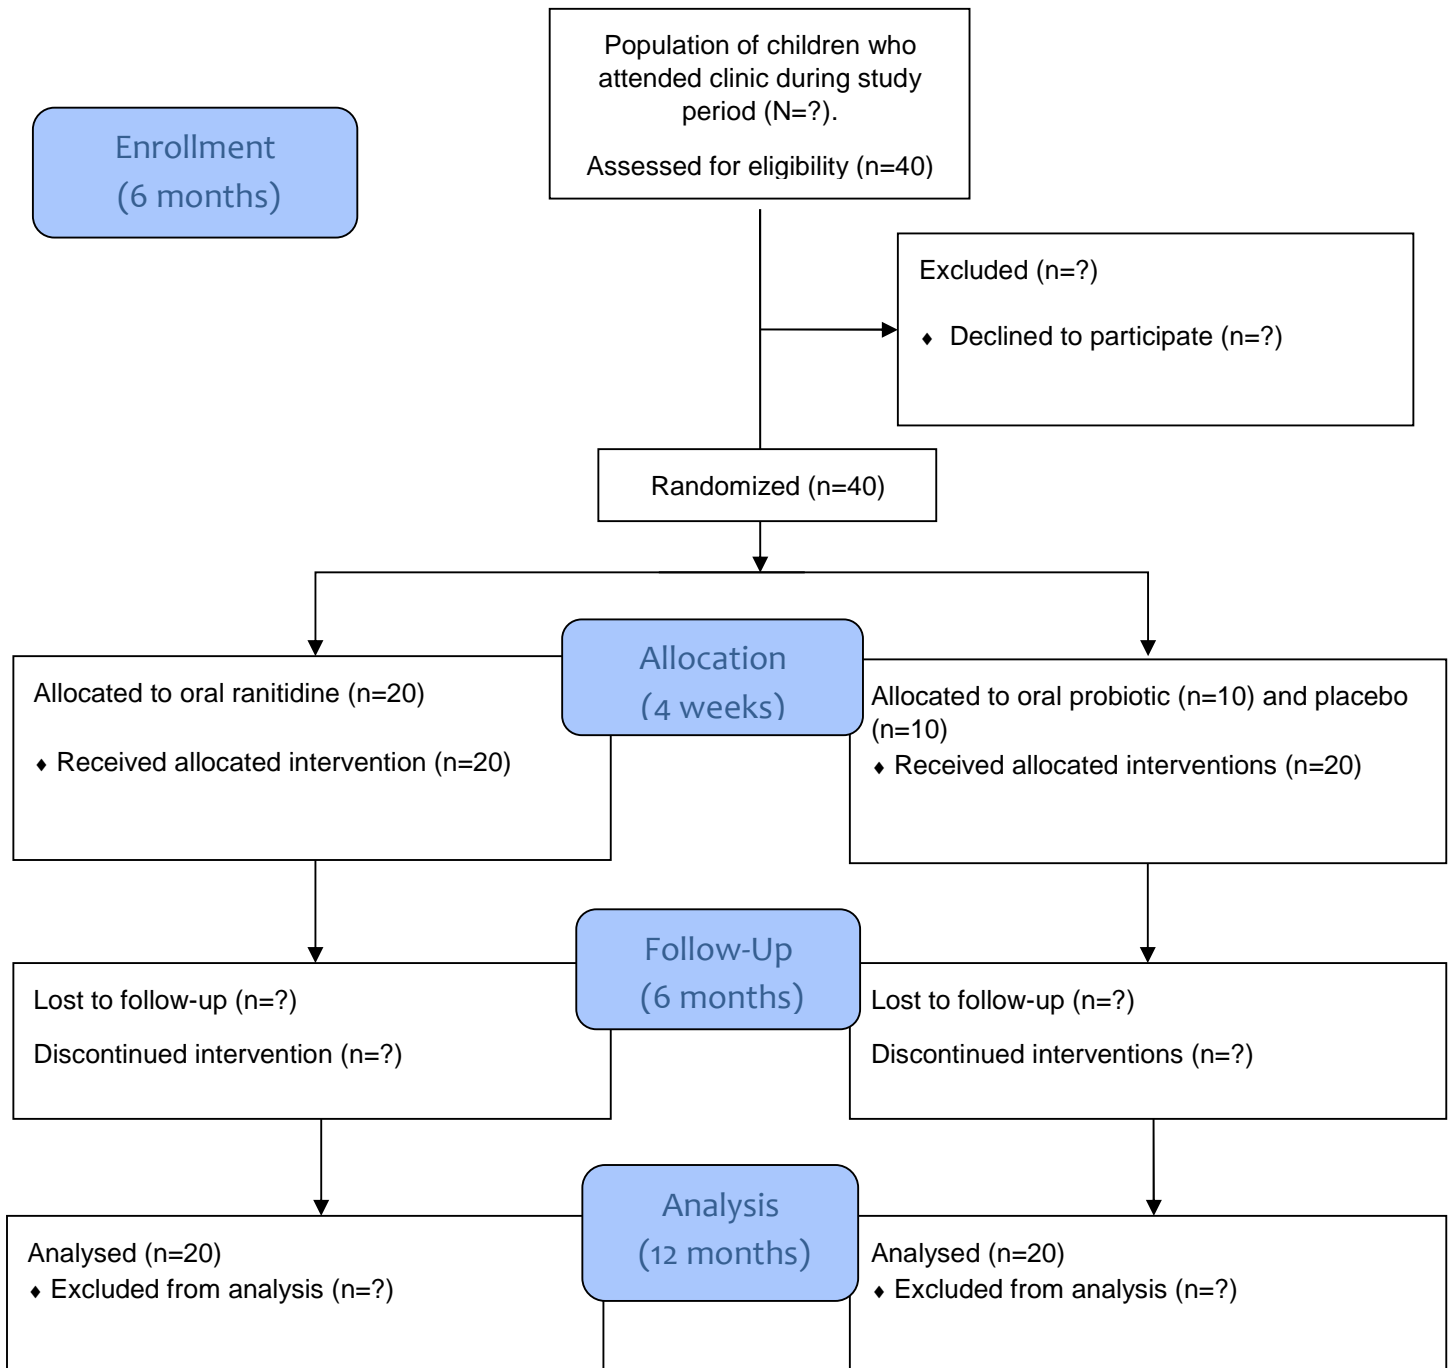 Population of children who
attended clinic during study
period (N=?).
Assessed for eligibility (n=40)
Enrollment
(6 months)
Excluded (n=?)
♦ Declined to participate (n=?)
Randomized (n=40)
Allocation
(4 weeks)
Allocated to oral ranitidine (n=20)
♦ Received allocated intervention (n=20)
Allocated to oral probiotic (n=10) and placebo
(n=10)
♦ Received allocated interventions (n=20)
Follow-Up
(6 months)
Lost to follow-up (n=?)
Discontinued intervention (n=?)
Lost to follow-up (n=?)
Discontinued interventions (n=?)
Analysis
(12 months)
Analysed (n=20)
♦ Excluded from analysis (n=?)
Analysed (n=20)
♦ Excluded from analysis (n=?)